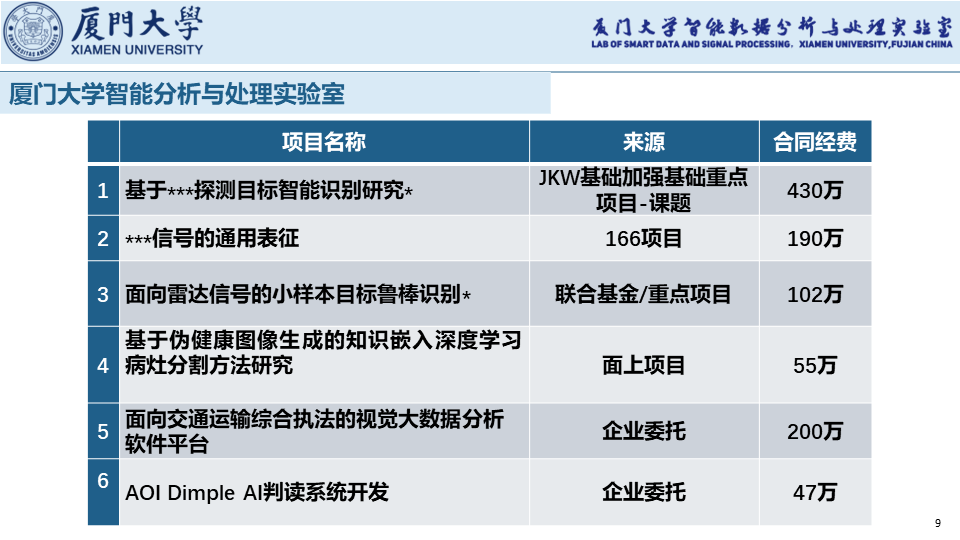 厦门大学
XIAMEN UNIVERSITY
厦门大学智能数据分析与处理实验室
LAB OF SMART DATA AND SIGNAL PROCESSING, XIAMEN UNIVERSITY,FUJIAN CHINA
厦门大学智能分析与处理实验室
项目名称 来源 合同经费
1 基于***探测目标智能识别研究* JKW基础加强基础重点 430万
项目-课题
2 ***信号的通用表征 166项目 190万
3 面向雷达信号的小样本目标鲁棒识别* 联合基金/重点项目 102万
4 基于伪健康图像生成的知识嵌入深度学习 面上项目 55万
病灶分割方法研究
5 面向交通运输综合执法的视觉大数据分析 企业委托 200万
软件平台
6 AOI Dimple AI判读系统开发 企业委托 47万
9